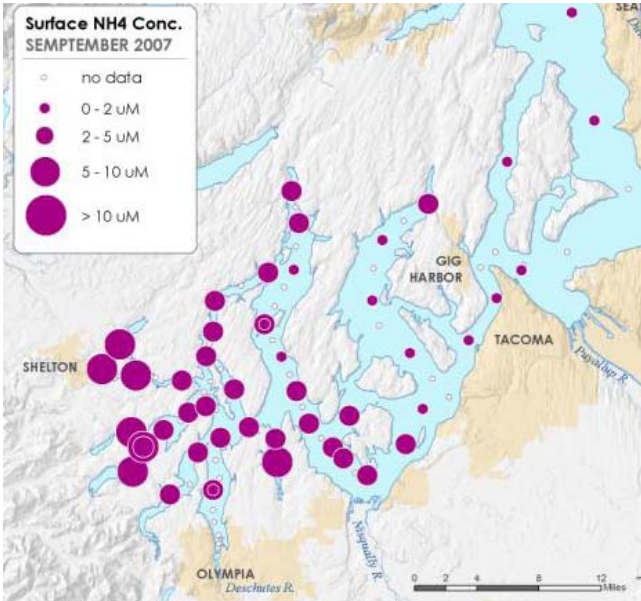 Surface NH4 Conc.
SEMPTEMBER 2007
no data
0 - 2 uM
2 - 5 uM
5 - 10 uM
> 10 uM
SEA
GIG
HARBOR
TACOMA
Puyallup R.
SHELTON
Nisqually R.
OLYMPIA
Deschutes R.
0 2 4 8 12
Miles